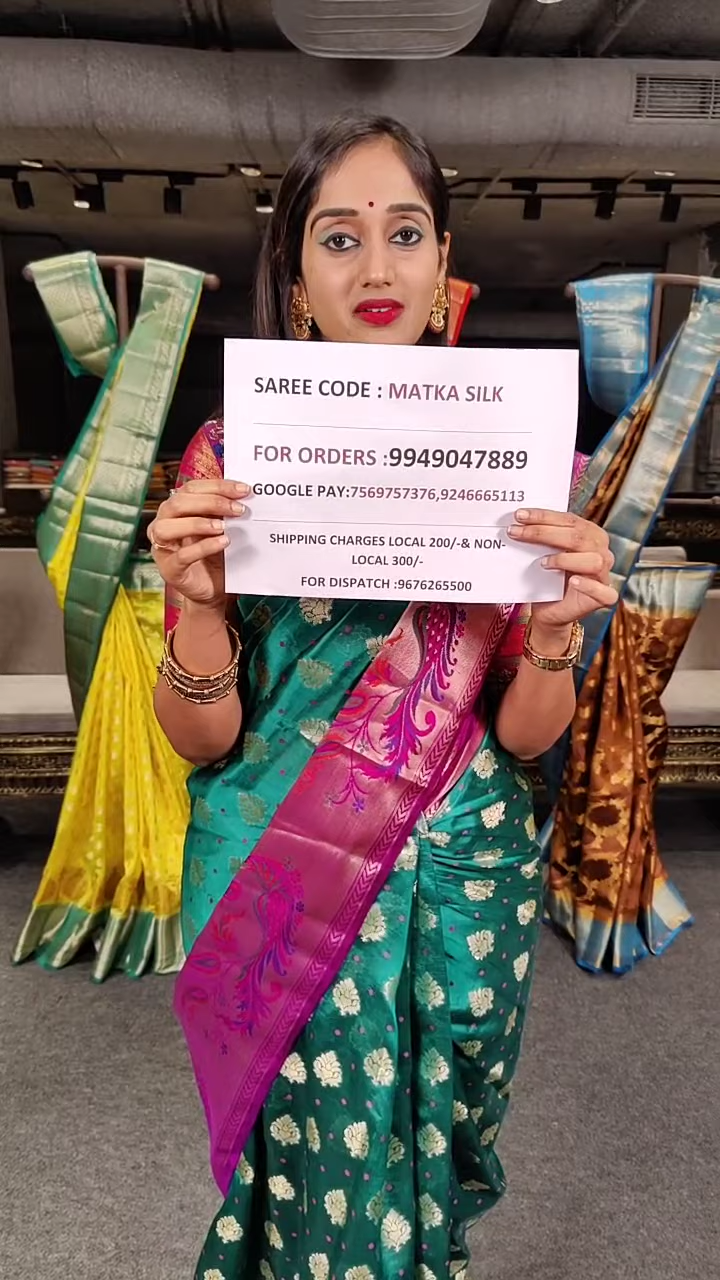 SAREE CODE : MATKA SILK
FOR ORDERS :9949047889
GOOGLE PAY:7569757376,9246665113
SHIPPING CHARGES LOCAL 200/-& NON-
LOCAL 300/-
FOR DISPATCH :9676265500